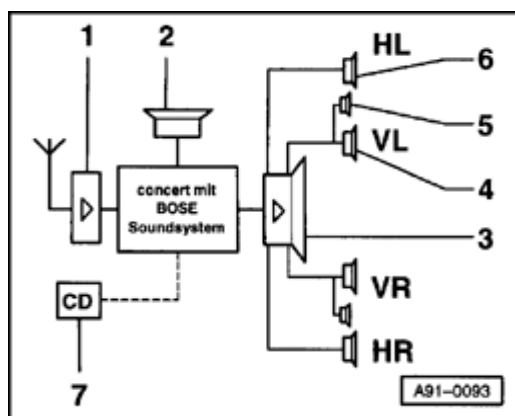 1
2
HL
6
5
VL
4
concert mit
BOSE
Soundsystem
3
CD
VR
7
HR
A91-0093